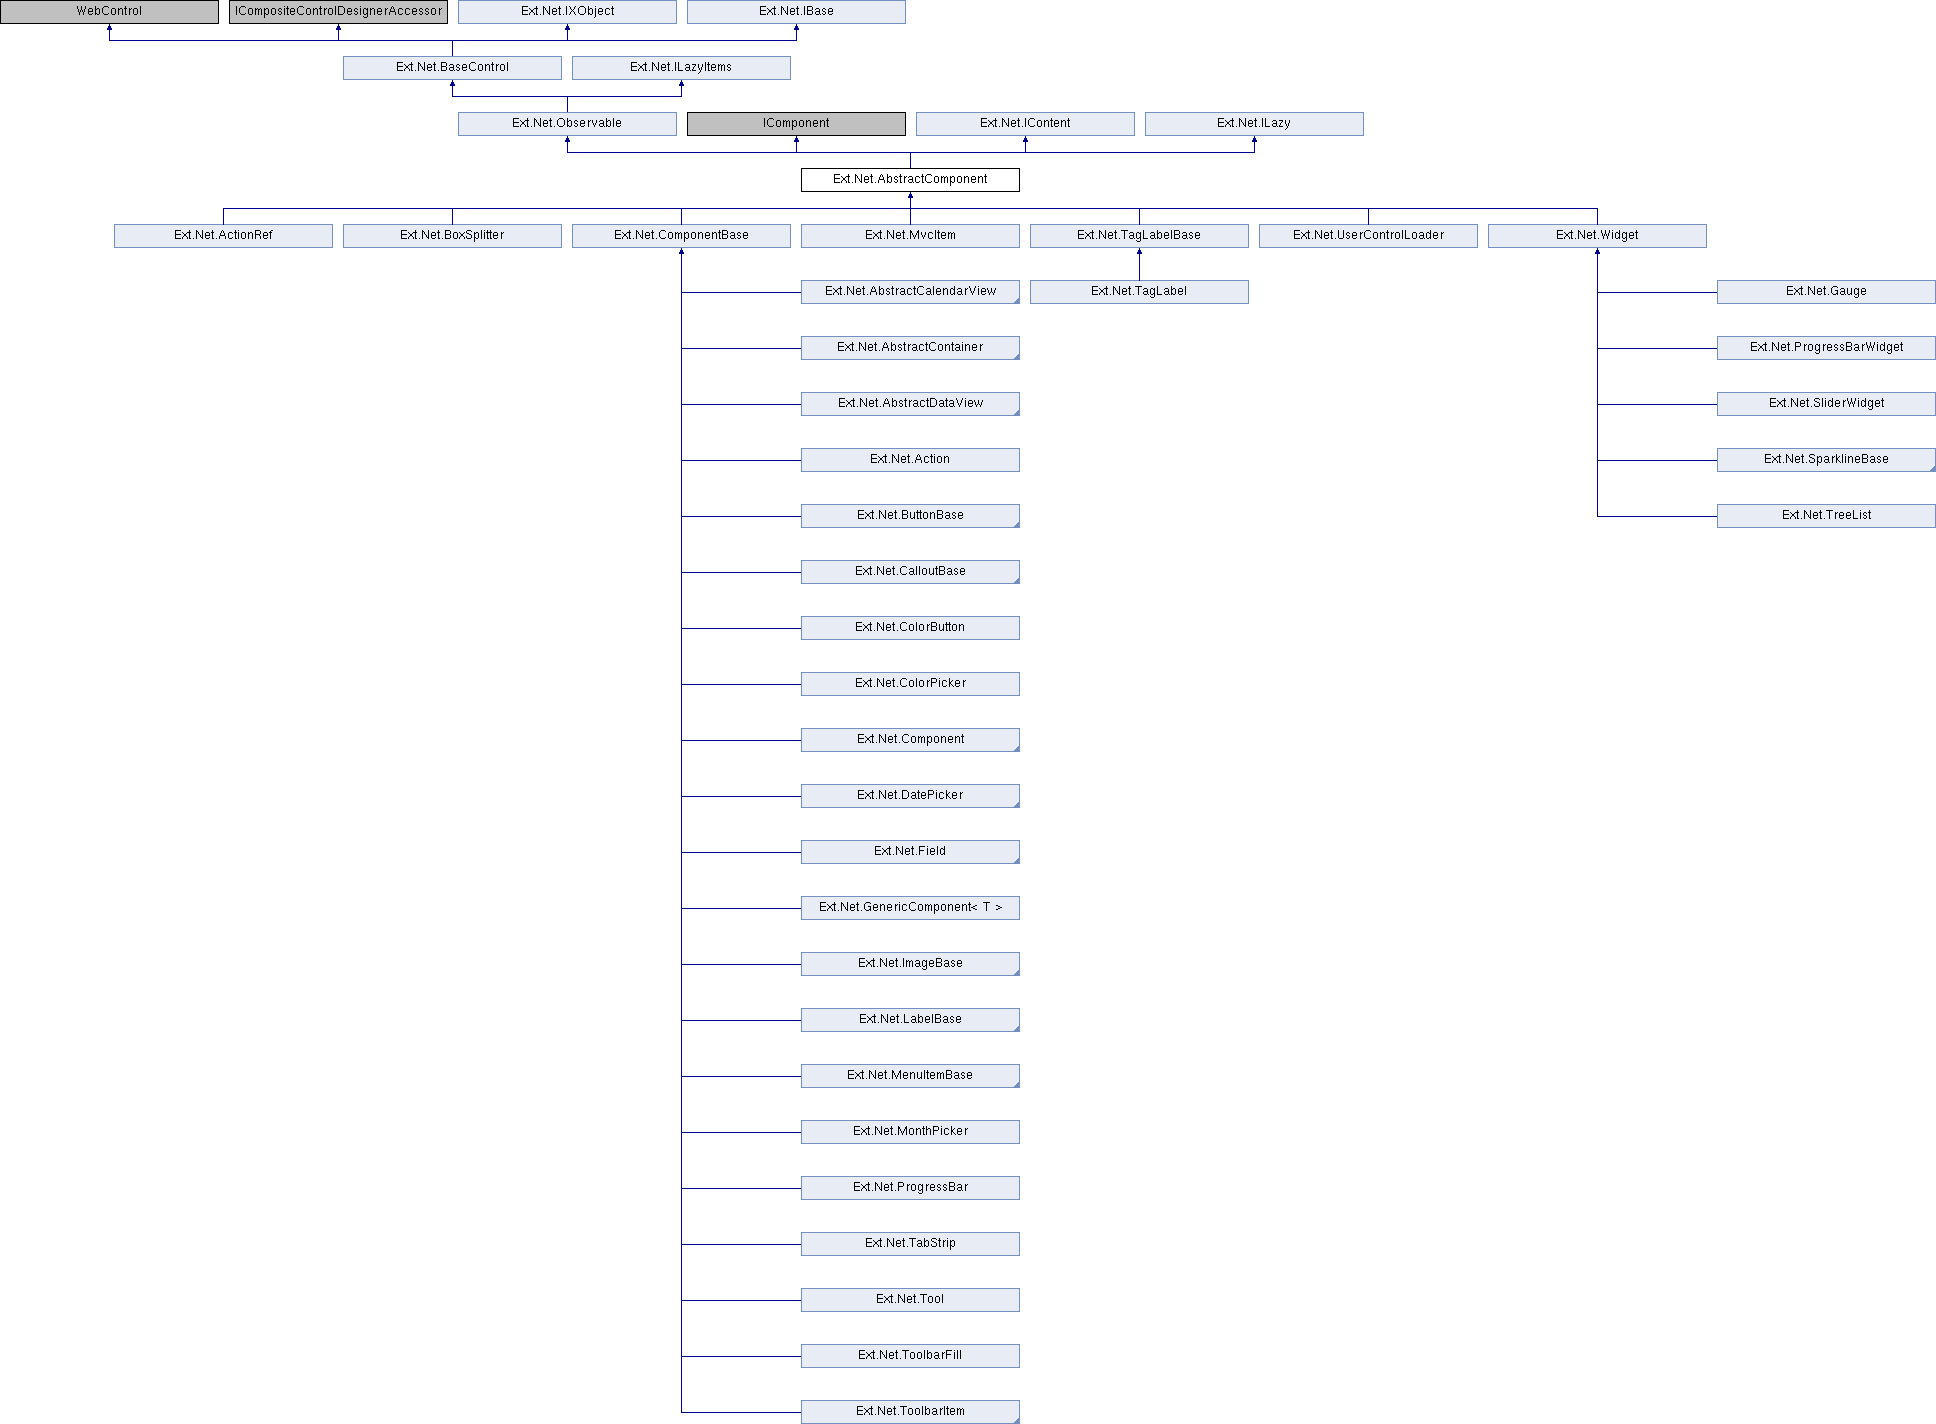 WebControl
ICompositeControlDesignerAccessor
Ext.Net.IXObject
Ext.Net.IBase
Ext.Net.BaseControl
Ext.Net.ILazyItems
Ext.Net.Observable
IComponent
Ext.Net.IContent
Ext.Net.ILazy
Ext.Net.AbstractComponent
Ext.Net.ActionRef
Ext.Net.BoxSplitter
Ext.Net.ComponentBase
Ext.Net.MvcItem
Ext.Net.TagLabelBase
Ext.Net.UserControlLoader
Ext.Net.Widget
Ext.Net.AbstractCalendarView
Ext.Net.TagLabel
Ext.Net.Gauge
Ext.Net.AbstractContainer
Ext.Net.ProgressBarWidget
Ext.Net.AbstractDataView
Ext.Net.SliderWidget
Ext.Net.Action
Ext.Net.SparklineBase
Ext.Net.ButtonBase
Ext.Net.TreeList
Ext.Net.CalloutBase
Ext.Net.ColorButton
Ext.Net.ColorPicker
Ext.Net.Component
Ext.Net.DatePicker
Ext.Net.Field
Ext.Net.GenericComponent< T >
Ext.Net.ImageBase
Ext.Net.LabelBase
Ext.Net.MenuItemBase
Ext.Net.MonthPicker
Ext.Net.ProgressBar
Ext.Net.TabStrip
Ext.Net.Tool
Ext.Net.ToolbarFill
Ext.Net.ToolbarItem